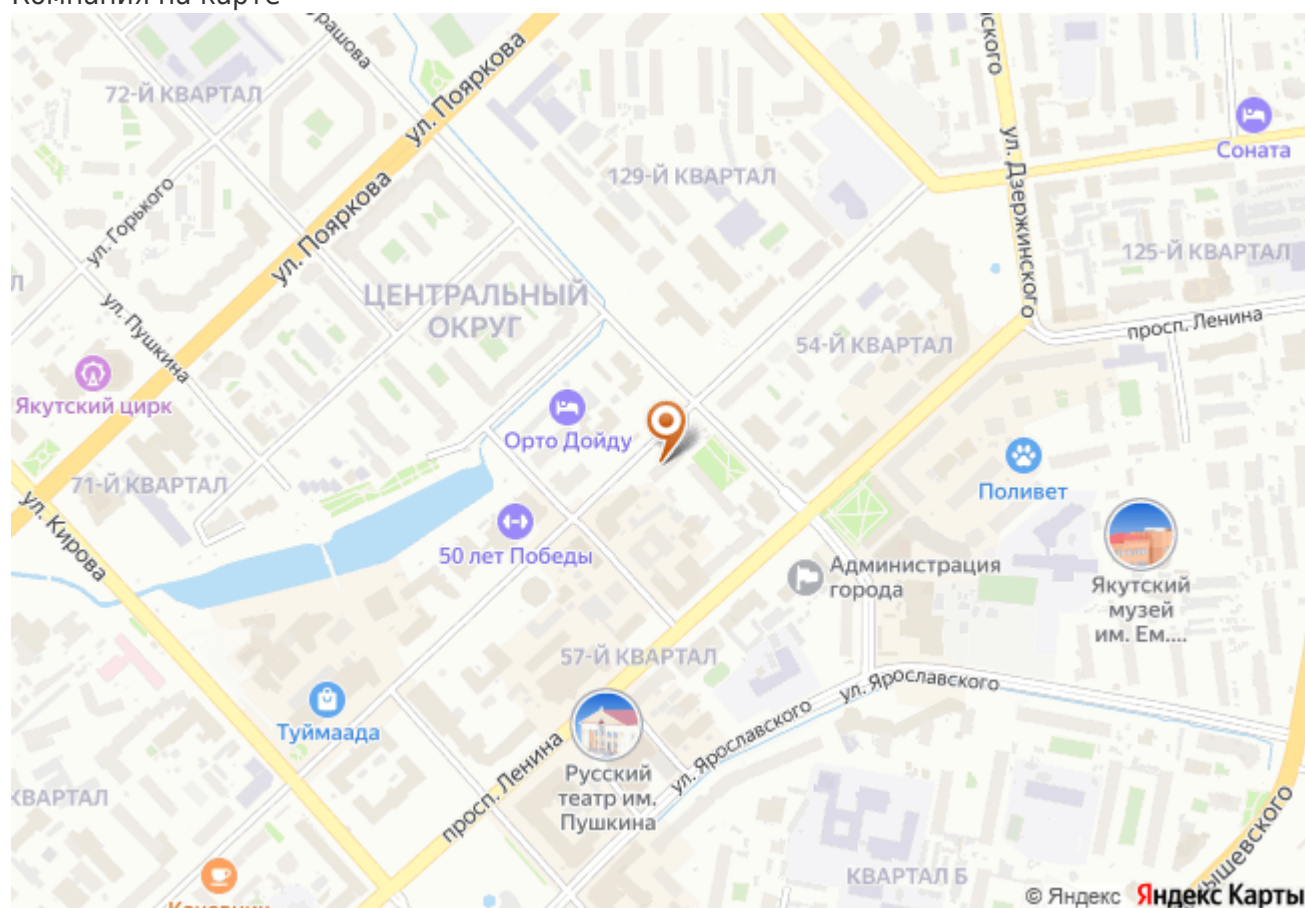 Компания на карте
ул. Пояркова
72-Й КВАРТАЛ
129-Й КВАРТАЛ
Соната
ул. Дзержинского
ул. Горького
ул. Пояркова
125-Й КВАРТАЛ
ЦЕНТРАЛЬНЫЙ
ОКРУГ
ул. Пушкина
просп. Ленина
54-Й КВАРТАЛ
Якутский цирк
Орто Дойду
71-Й КВАРТАЛ
Поливет
ул. Кирова
50 лет Победы
Администрация
города
Якутский
музей
им. Ем....
57-Й КВАРТАЛ
ул. Ярославского
Туймаада
ул. Ярославского
просп. Ленина
Русский
театр им.
Пушкина
КВАРТАЛ
КВАРТАЛ Б
© Яндекс Яндекс Карты